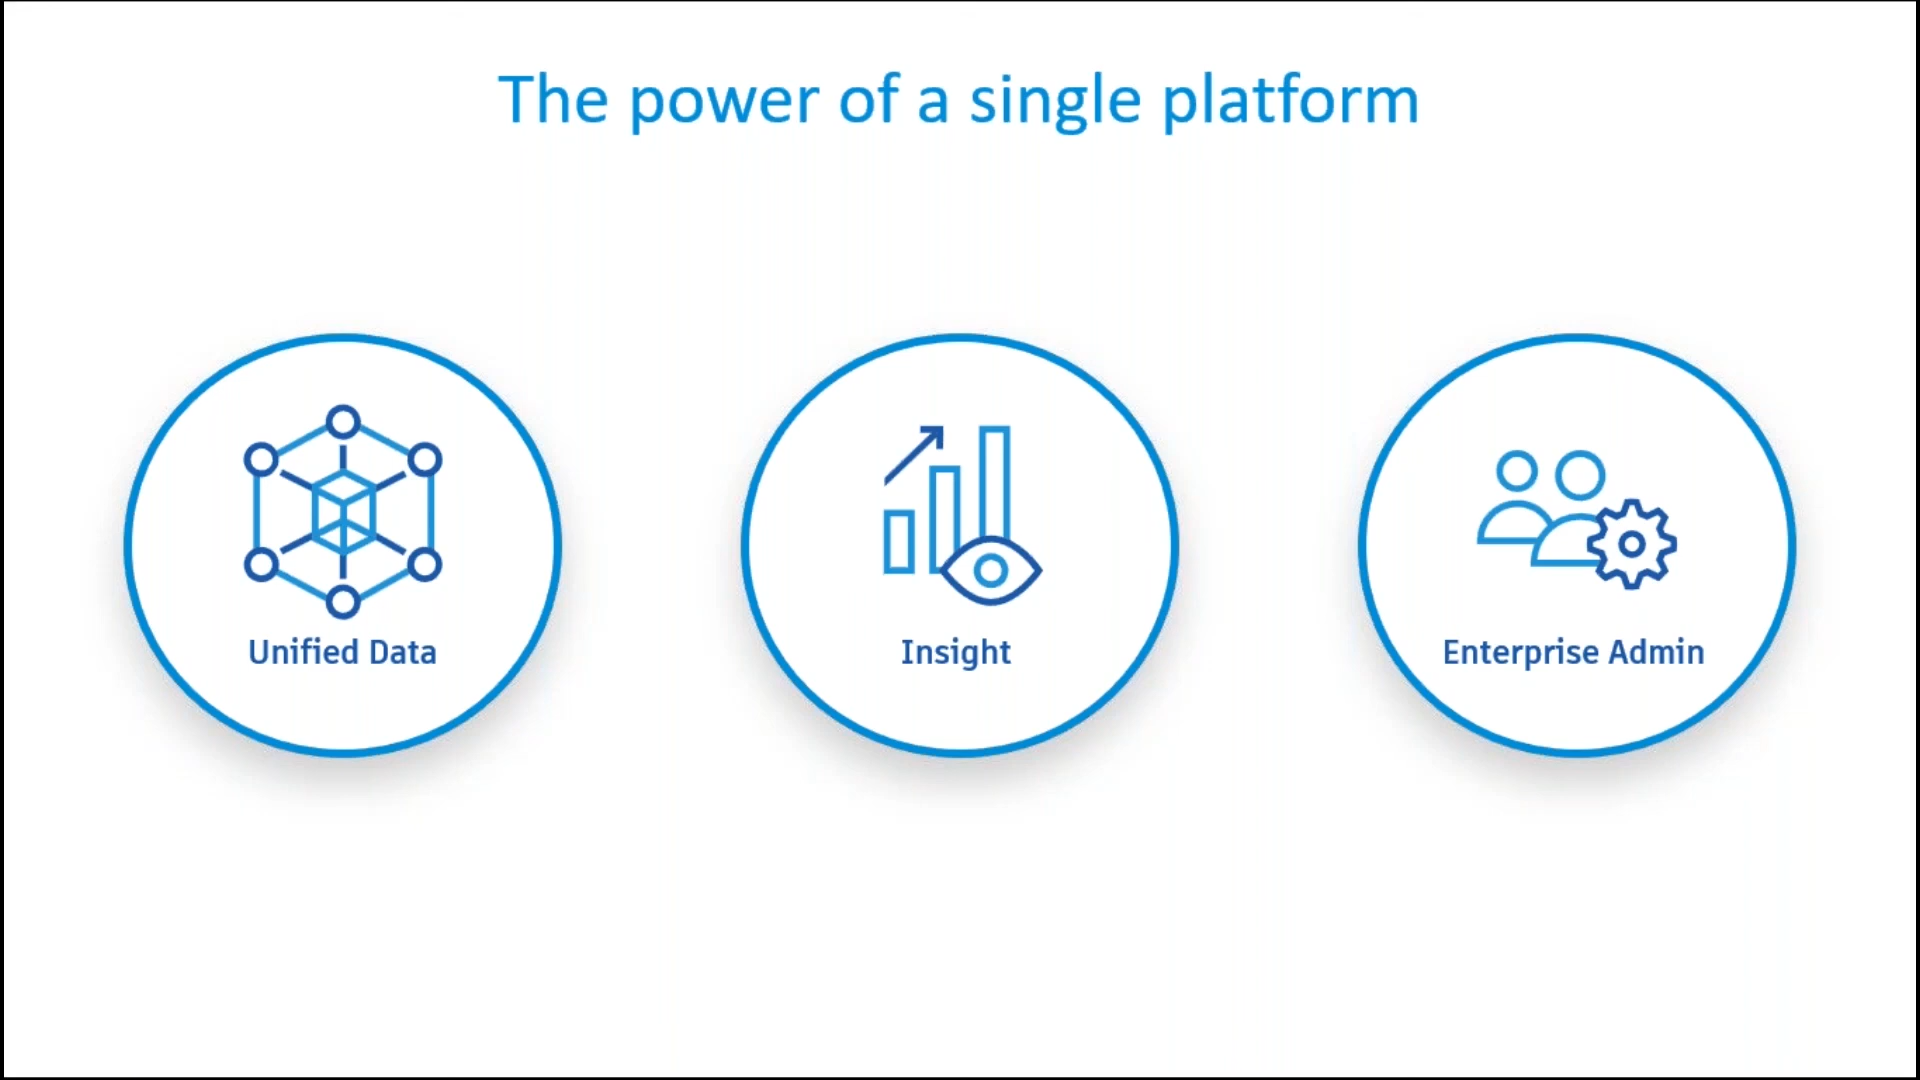 The power of a single platform
Unified Data
Insight
Enterprise Admin